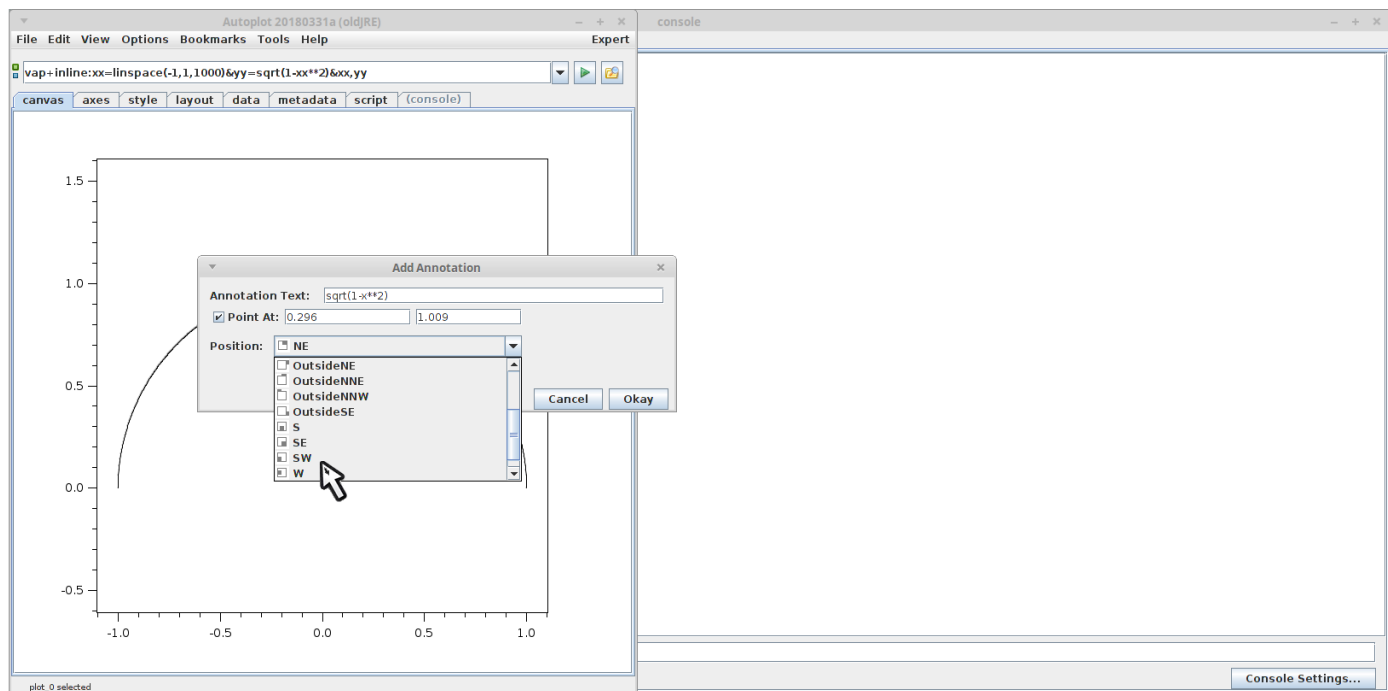 Autoplot 20180331a (oldJRE)
console
File Edit View Options Bookmarks Tools Help Expert
vap+inline:xx=linspace(-1,1,1000)&yy=sqrt(1-xx**2)&xx,yy
canvas axes style layout data metadata script (console)
1.5
1.0
0.5
0.0
-0.5
-1.0 -0.5 0.0 0.5 1.0
Add Annotation
Annotation Text: sqrt(1-x**2)
Point At: 0.296 1.009
Position: NE
OutsideNE
OutsideNNE
OutsideNNW
OutsideSE
S
SE
SW
W
Cancel Okay
Console Settings...
plot_0 selected